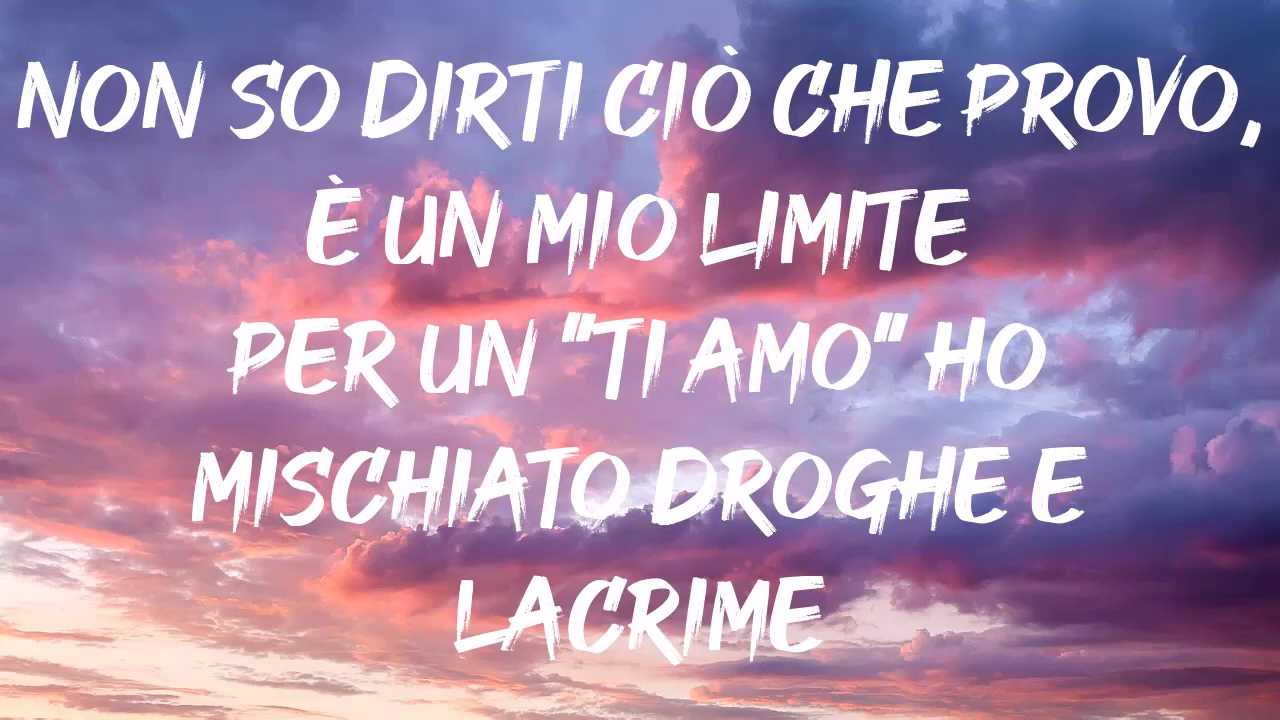 NON SO DIRTI CIÒ CHE PROVO,
È UN MIO LIMITE
PER UN "TI AMO" HO
MISCHIATO DROGHE E
LACRIME